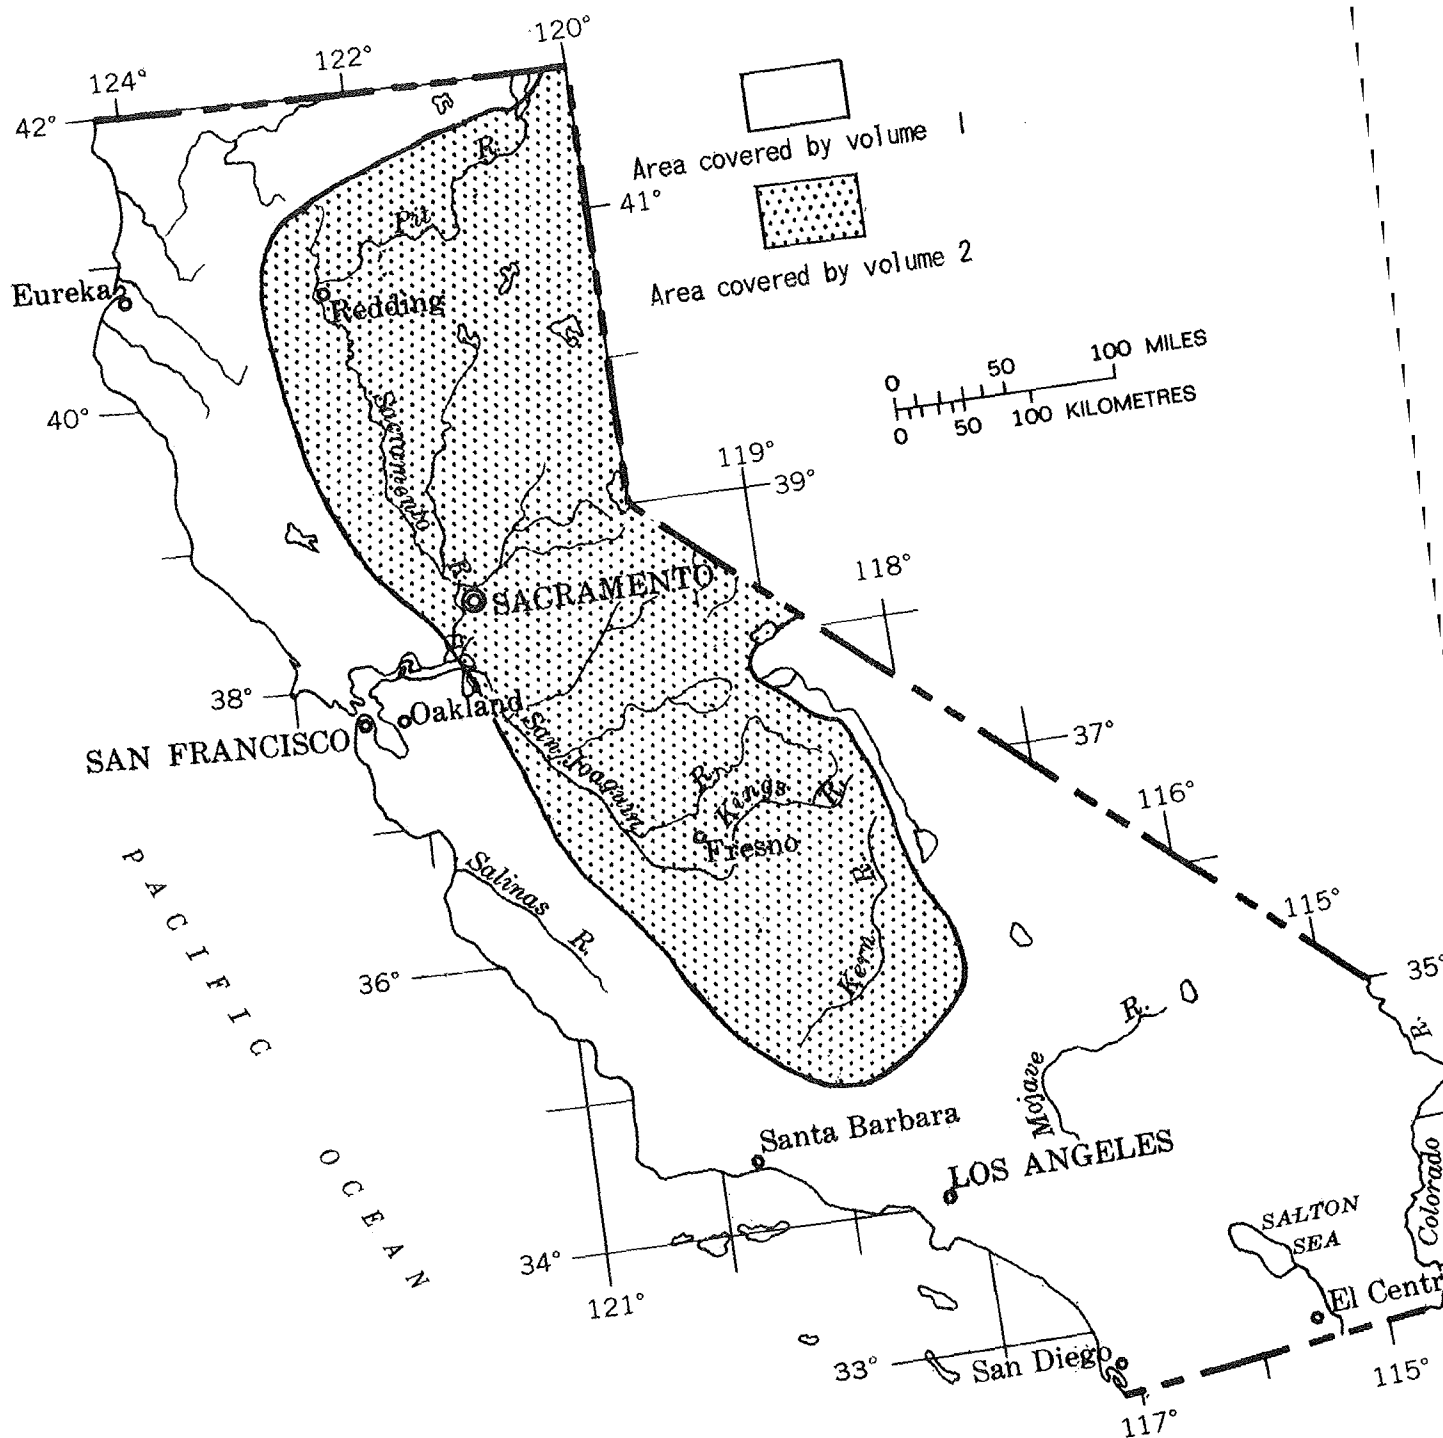 120°
122°
124°
42°
Area covered by volume 1
41°
Area covered by volume 2
R.
Pit
Eureka
Redding
0 50 100 MILES
0 50 100 KILOMETRES
40°
Sacramento
R.
119°
39°
118°
SACRAMENTO
38°
Oakland
SAN FRANCISCO
San Joaquin
R.
37°
Kings
R.
Fresno
116°
PACIFIC
OCEAN
Salinas
R.
Kern
R.
115°
35°
36°
Mojave
R.
R.
Colorado
Santa Barbara
LOS ANGELES
SALTON
SEA
34°
121°
El Centr
33°
San Diego
115°
117°